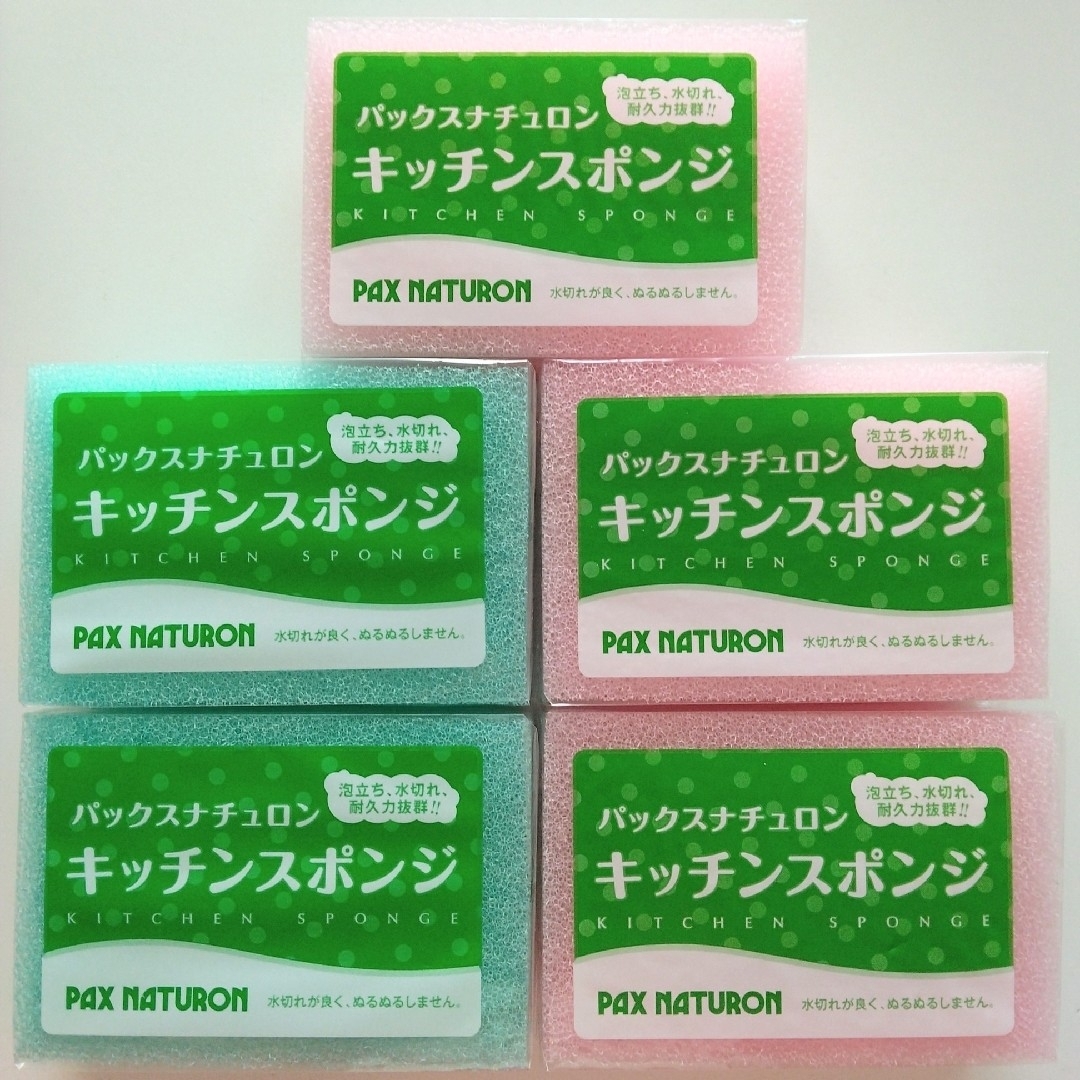 パックスナチュロン
泡立ち、水切れ、
耐久力抜群!!
キッチンスポンジ
KITCHEN SPONGE
PAX NATURON 水切れが良く、ぬるぬるしません。
パックスナチュロン
泡立ち、水切れ、
耐久力抜群!!
キッチンスポンジ
KITCHEN SPONGE
PAX NATURON 水切れが良く、ぬるぬるしません。
パックスナチュロン
泡立ち、水切れ、
耐久力抜群!!
キッチンスポンジ
KITCHEN SPONGE
PAX NATURON 水切れが良く、ぬるぬるしません。
パックスナチュロン
泡立ち、水切れ、
耐久力抜群!!
キッチンスポンジ
KITCHEN SPONGE
PAX NATURON 水切れが良く、ぬるぬるしません。
パックスナチュロン
泡立ち、水切れ、
耐久力抜群!!
キッチンスポンジ
KITCHEN SPONGE
PAX NATURON 水切れが良く、ぬるぬるしません。